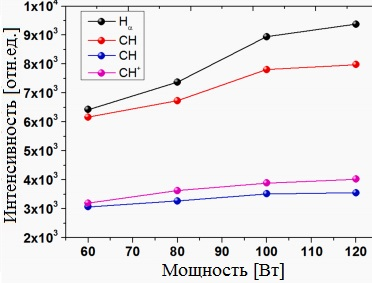 1x10⁴
9x10³
8x10³
7x10³
6x10³
5x10³
4x10³
3x10³
2x10³
Интенсивность [отн.ед.]
Hα
CH
CH
CH⁺
60 70 80 90 100 110 120
Мощность [Вт]